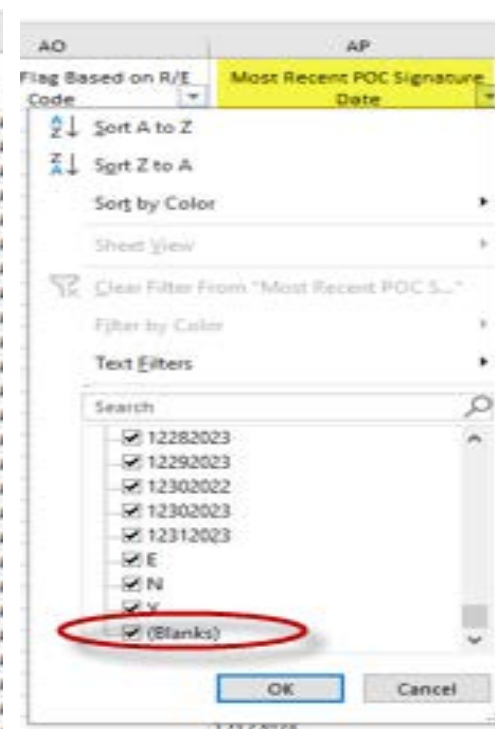 AO
AP
Flag Based on R/E
Code
Most Recent POC Signature
Date
Sort A to Z
Sort Z to A
Sort by Color
Sheet View
Clear Filter From "Most Recent POC S..."
Filter by Color
Text Filters
Search
12282023
12292023
12302022
12302023
12312023
E
N
Y
(Blanks)
OK
Cancel